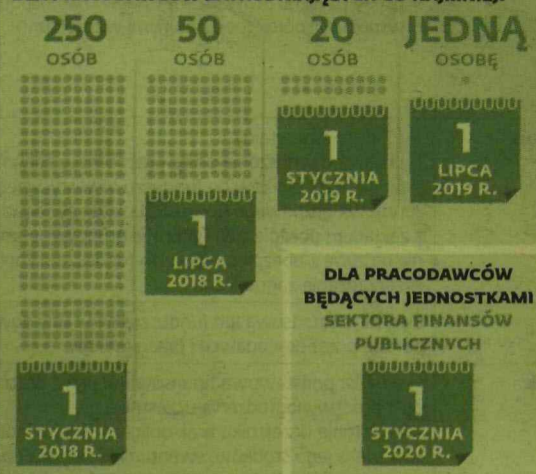 250
OSÓB
1
STYCZNIA
2018 R.
50
OSÓB
1
LIPCA
2018 R.
20
OSÓB
1
STYCZNIA
2019 R.
JEDNĄ
OSOBĘ
1
LIPCA
2019 R.
DLA PRACODAWCÓW
BĘDĄCYCH JEDNOSTKAMI
SEKTORA FINANSÓW
PUBLICZNYCH
1
STYCZNIA
2020 R.